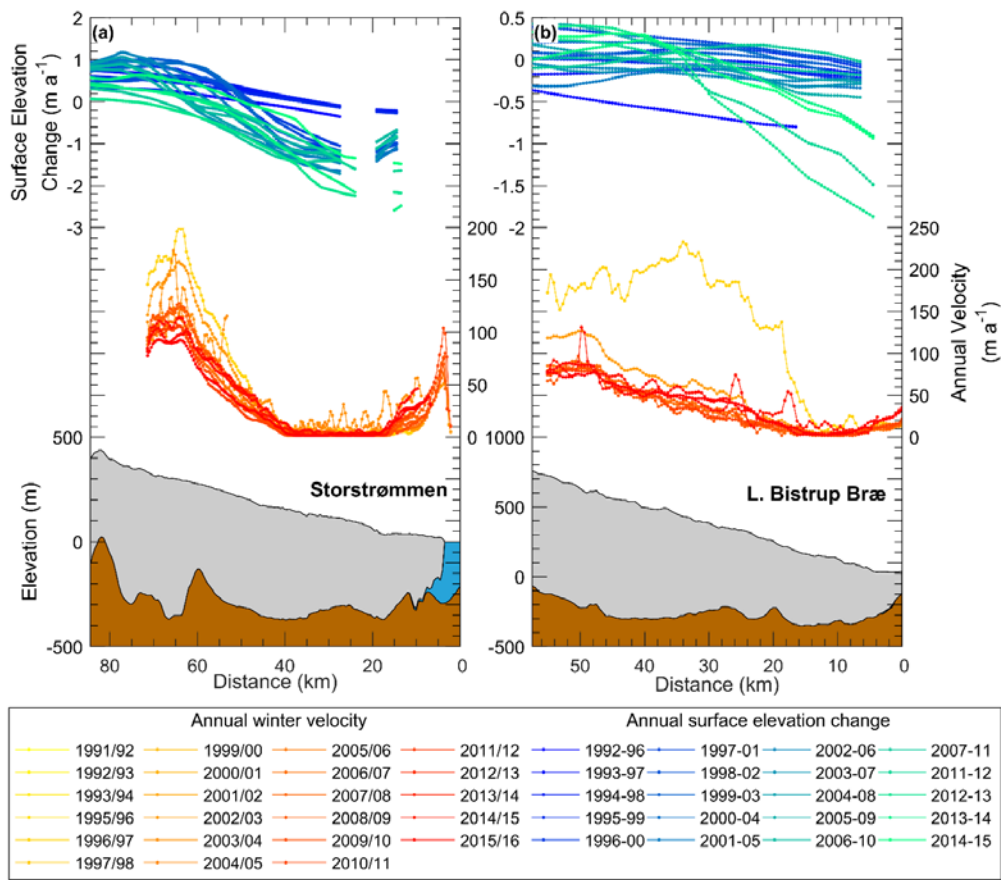 (a)
(b)
Surface Elevation
Change (m a⁻¹)
2
1
0
-1
-2
-3
0.5
0
-0.5
-1
-1.5
-2
200
150
100
50
0
250
200
150
100
50
0
Annual Velocity
(m a⁻¹)
Elevation (m)
500
0
-500
1000
500
0
-500
Storstrømmen
L. Bistrup Bræ
80 60 40 20 0
50 40 30 20 10 0
Distance (km)
Distance (km)
Annual winter velocity
Annual surface elevation change
1991/92 1999/00 2005/06 2011/12 1992-96 1997-01 2002-06 2007-11
1992/93 2000/01 2006/07 2012/13 1993-97 1998-02 2003-07 2011-12
1993/94 2001/02 2007/08 2013/14 1994-98 1999-03 2004-08 2012-13
1995/96 2002/03 2008/09 2014/15 1995-99 2000-04 2005-09 2013-14
1996/97 2003/04 2009/10 2015/16 1996-00 2001-05 2006-10 2014-15
1997/98 2004/05 2010/11